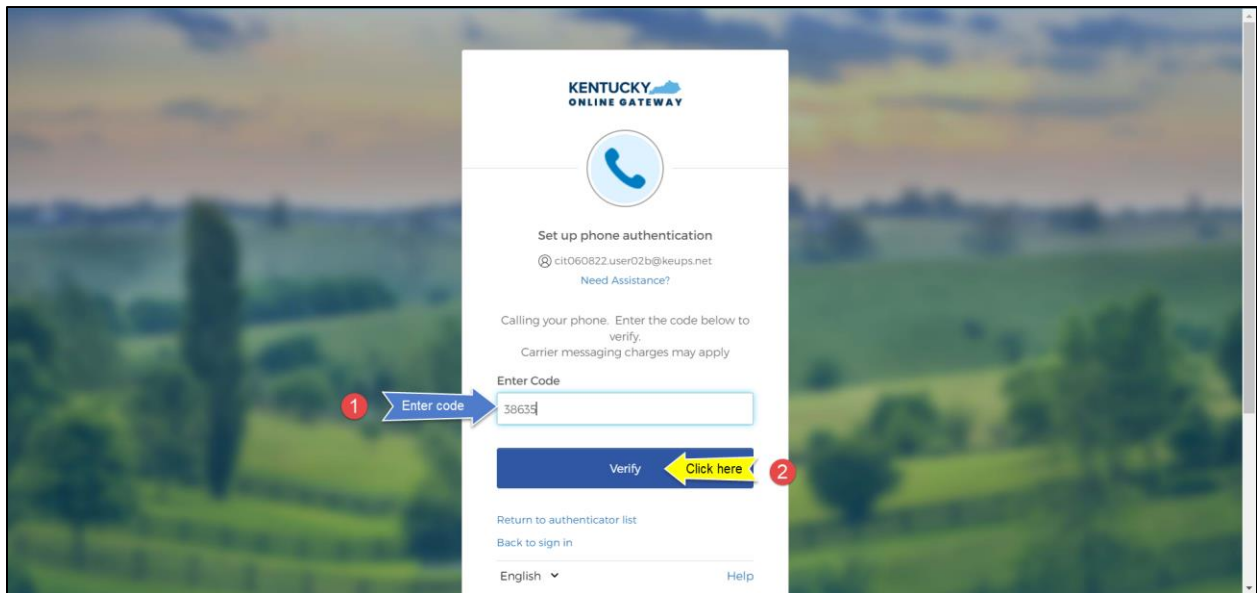 KENTUCKY
ONLINE GATEWAY
Set up phone authentication
cit060822.user02b@keups.net
Need Assistance?
Calling your phone. Enter the code below to
verify.
Carrier messaging charges may apply
Enter Code
1 Enter code 38635
Verify Click here 2
Return to authenticator list
Back to sign in
English Help